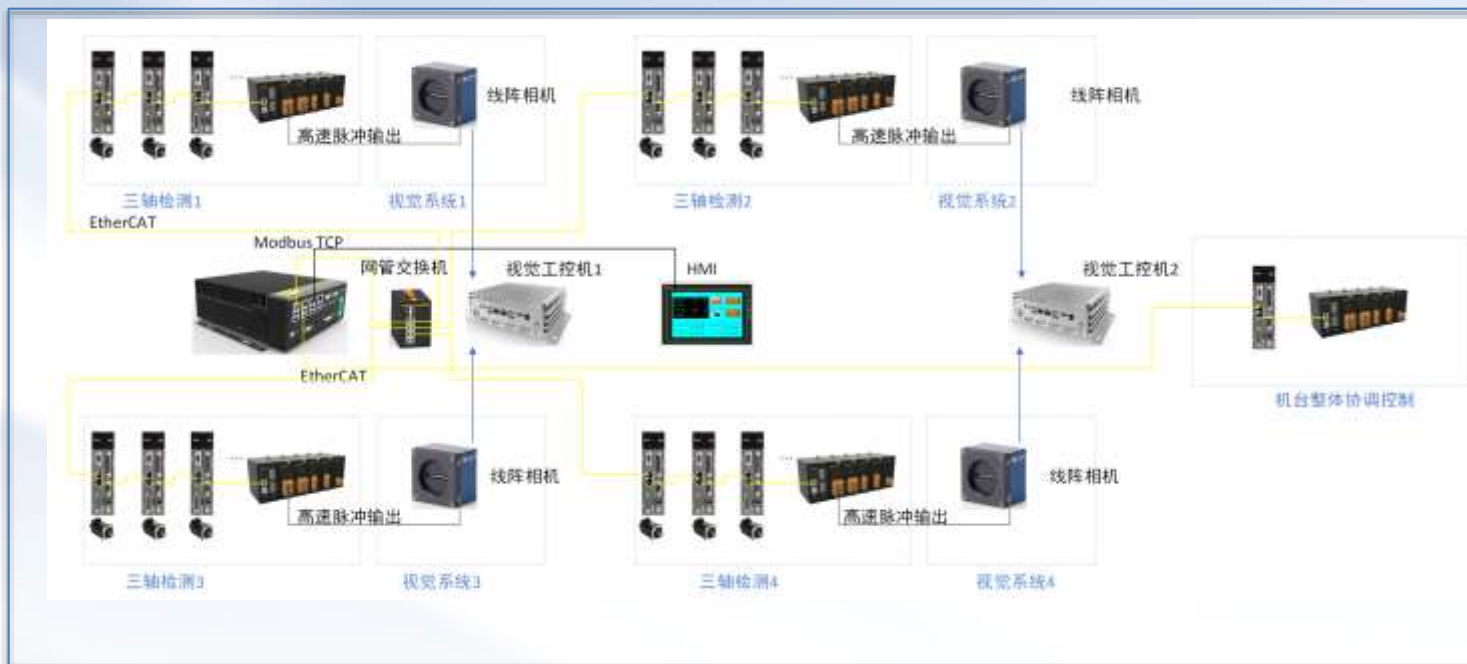 线阵相机
线阵相机
高速脉冲输出
高速脉冲输出
三轴检测1
视觉系统1
三轴检测2
视觉系统2
EtherCAT
Modbus TCP
网管交换机
视觉工控机1
HMI
视觉工控机2
EtherCAT
机台整体协调控制
线阵相机
线阵相机
高速脉冲输出
高速脉冲输出
三轴检测3
视觉系统3
三轴检测4
视觉系统4